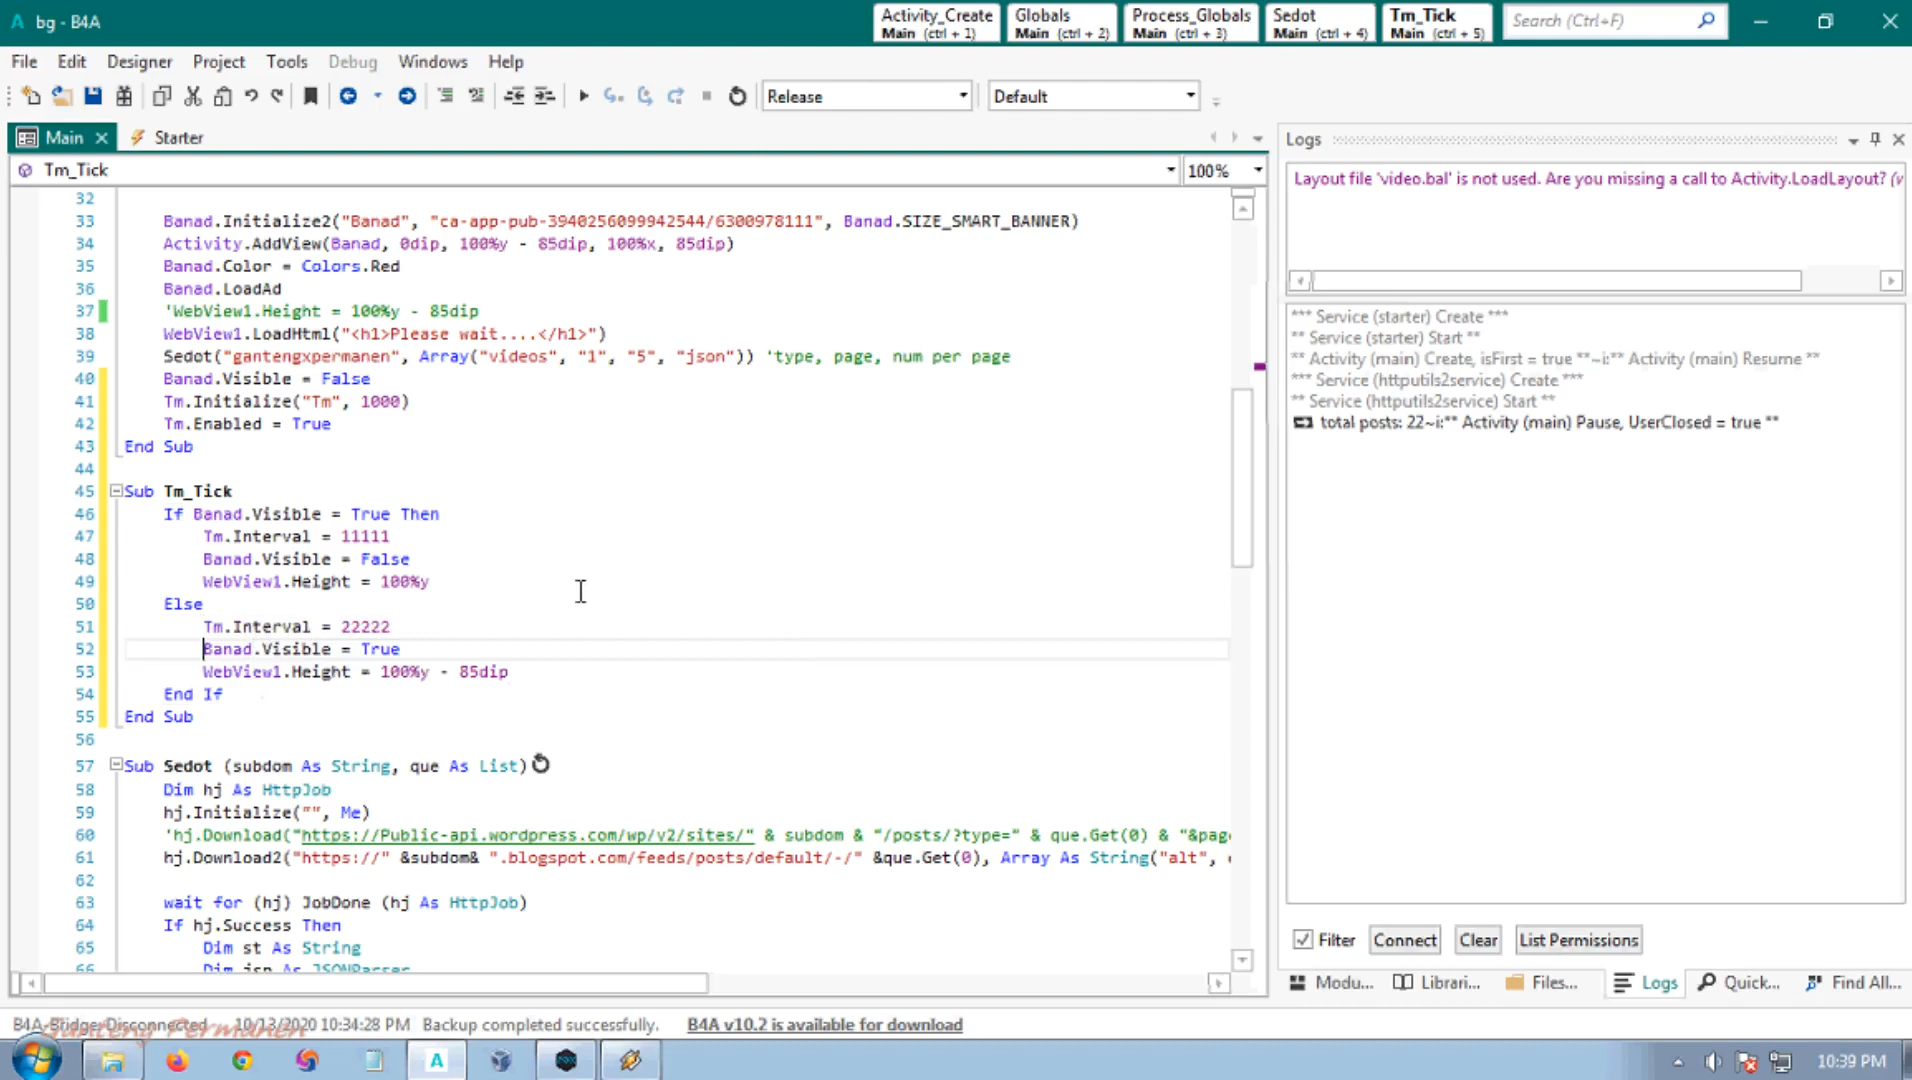 bg - B4A
Activity_Create
Main (ctrl + 1)
Globals
Main (ctrl + 2)
Process_Globals
Main (ctrl + 3)
Sedot
Main (ctrl + 4)
Tm_Tick
Main (ctrl + 5)
Search (Ctrl+F)
File Edit Designer Project Tools Debug Windows Help
Release
Default
Main
Starter
Tm_Tick
100%
32
33 Banad.Initialize2("Banad", "ca-app-pub-3940256099942544/6300978111", Banad.SIZE_SMART_BANNER)
34 Activity.AddView(Banad, 0dip, 100%y - 85dip, 100%x, 85dip)
35 Banad.Color = Colors.Red
36 Banad.LoadAd
37 'WebView1.Height = 100%y - 85dip
38 WebView1.LoadHtml("<h1>Please wait....</h1>")
39 Sedot("gantengxpermanen", Array("videos", "1", "5", "json")) 'type, page, num per page
40 Banad.Visible = False
41 Tm.Initialize("Tm", 1000)
42 Tm.Enabled = True
43 End Sub
44
45 Sub Tm_Tick
46 If Banad.Visible = True Then
47 Tm.Interval = 11111
48 Banad.Visible = False
49 WebView1.Height = 100%y
50 Else
51 Tm.Interval = 22222
52 Banad.Visible = True
53 WebView1.Height = 100%y - 85dip
54 End If
55 End Sub
56
57 Sub Sedot (subdom As String, que As List)
58 Dim hj As HttpJob
59 hj.Initialize("", Me)
60 'hj.Download("https://Public-api.wordpress.com/wp/v2/sites/" & subdom & "/posts/?type=" & que.Get(0) & "&page
61 hj.Download2("https://" &subdom& ".blogspot.com/feeds/posts/default/-/" &que.Get(0), Array As String("alt",
62
63 wait for (hj) JobDone (hj As HttpJob)
64 If hj.Success Then
65 Dim st As String
66 Dim jsp As JSONParser
Logs
Layout file 'video.bal' is not used. Are you missing a call to Activity.LoadLayout?
*** Service (starter) Create ***
** Service (starter) Start **
** Activity (main) Create, isFirst = true **~i:** Activity (main) Resume **
*** Service (httputils2service) Create ***
** Service (httputils2service) Start **
total posts: 22~i:** Activity (main) Pause, UserClosed = true **
Filter
Connect
Clear
List Permissions
Modu...
Librari...
Files...
Logs
Quick...
Find All...
B4A-Bridge: Disconnected 10/13/2020 10:34:28 PM Backup completed successfully. B4A v10.2 is available for download
Ganteng Permanen
10:39 PM